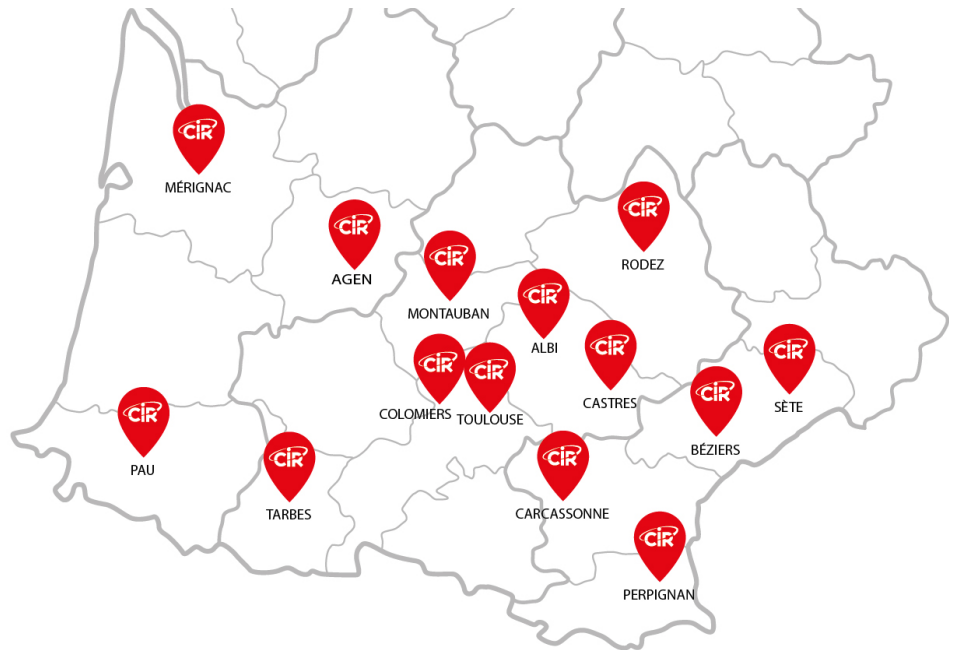 CIR
MÉRIGNAC
CIR
AGEN
CIR
RODEZ
CIR
MONTAUBAN
CIR
ALBI
CIR
CASTRES
CIR
COLOMIERS
CIR
TOULOUSE
CIR
SÈTE
CIR
BÉZIERS
CIR
PAU
CIR
TARBES
CIR
CARCASSONNE
CIR
PERPIGNAN